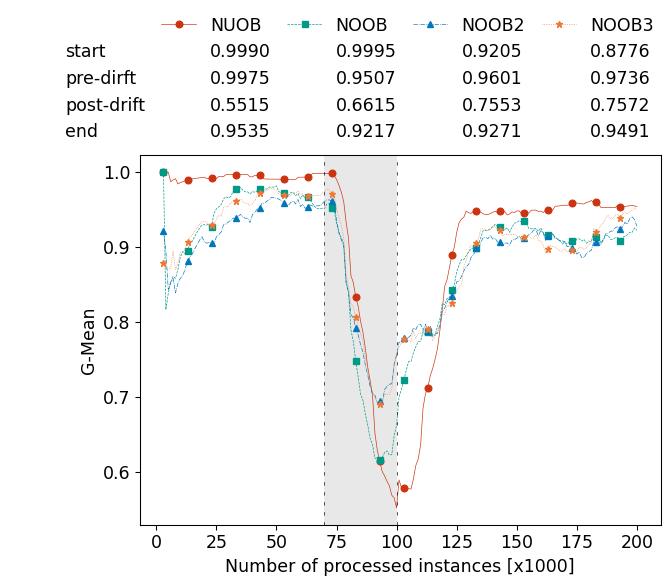 NUOB NOOB NOOB2 NOOB3
start 0.9990 0.9995 0.9205 0.8776
pre-dirft 0.9975 0.9507 0.9601 0.9736
post-drift 0.5515 0.6615 0.7553 0.7572
end 0.9535 0.9217 0.9271 0.9491
1.0
0.9
0.8
0.7
0.6
G-Mean
0 25 50 75 100 125 150 175 200
Number of processed instances [x1000]